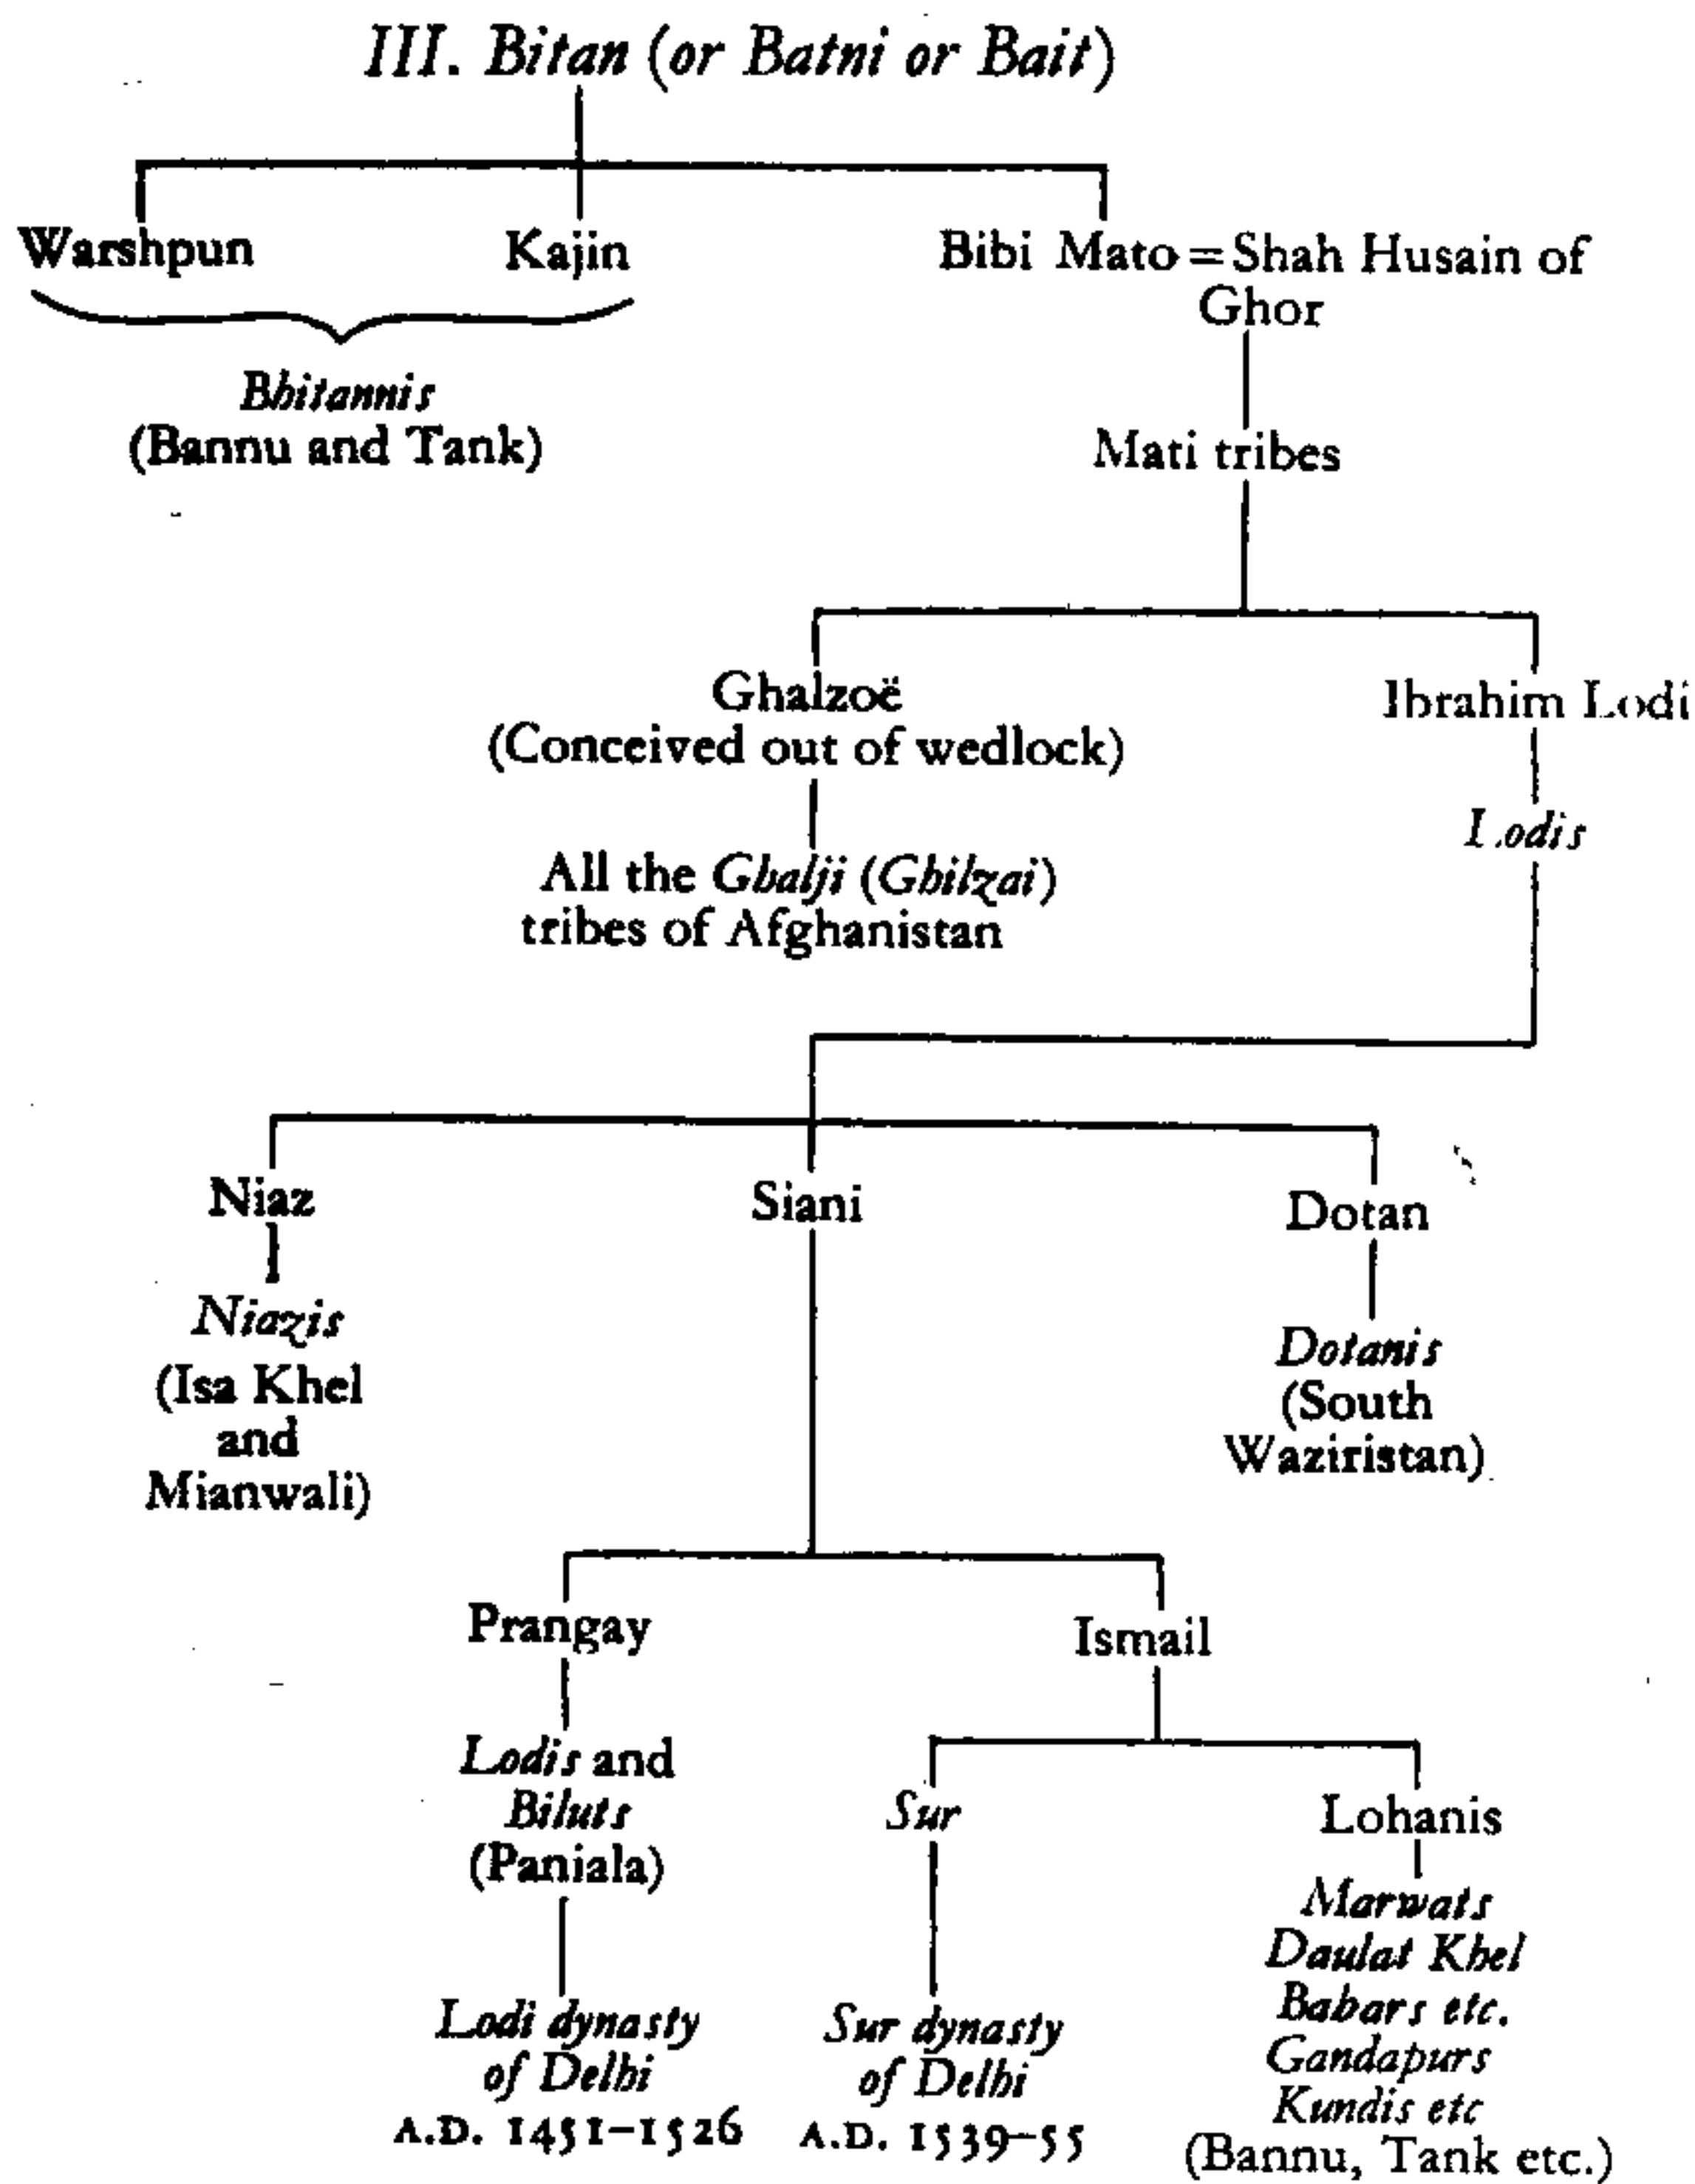 III. Bitan (or Batni or Bait)
Warshpun
Kajin
Bibi Mato = Shah Husain of
Ghor
Bhitannis
(Bannu and Tank)
Mati tribes
Ghalzoë
(Conceived out of wedlock)
Ibrahim Lodi
All the Ghalji (Ghilzai)
tribes of Afghanistan
Lodis
Niaz
Siani
Dotan
Niazis
(Isa Khel
and
Mianwali)
Dotanis
(South
Waziristan)
Prangay
Ismail
Lodis and
Biluts
(Paniala)
Sur
Lohanis
Marwats
Daulat Khel
Babars etc.
Gandapurs
Kundis etc
(Bannu, Tank etc.)
Lodi dynasty
of Delhi
A.D. 1451–1526
Sur dynasty
of Delhi
A.D. 1539–55